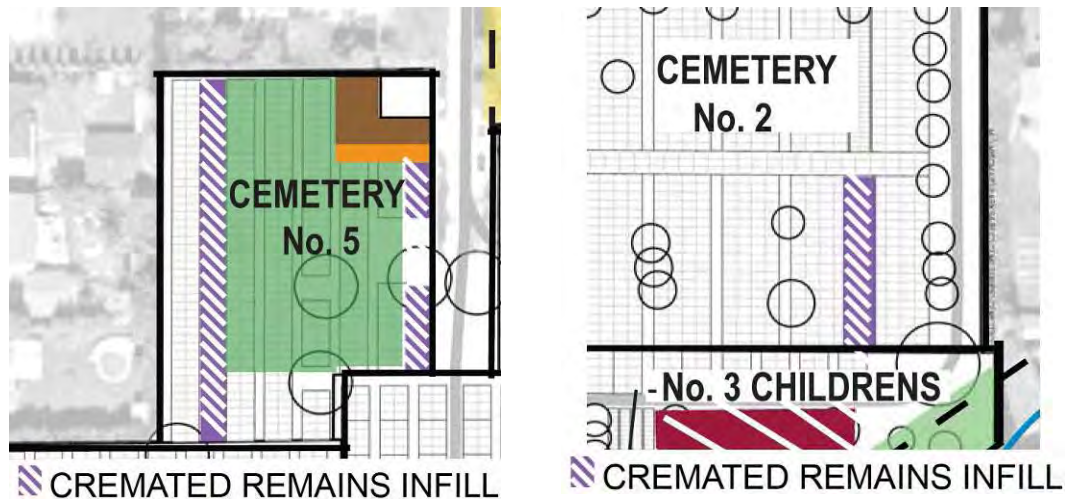 CEMETERY
No. 5
CREMATED REMAINS INFILL
CEMETERY
No. 2
-No. 3 CHILDRENS
CREMATED REMAINS INFILL